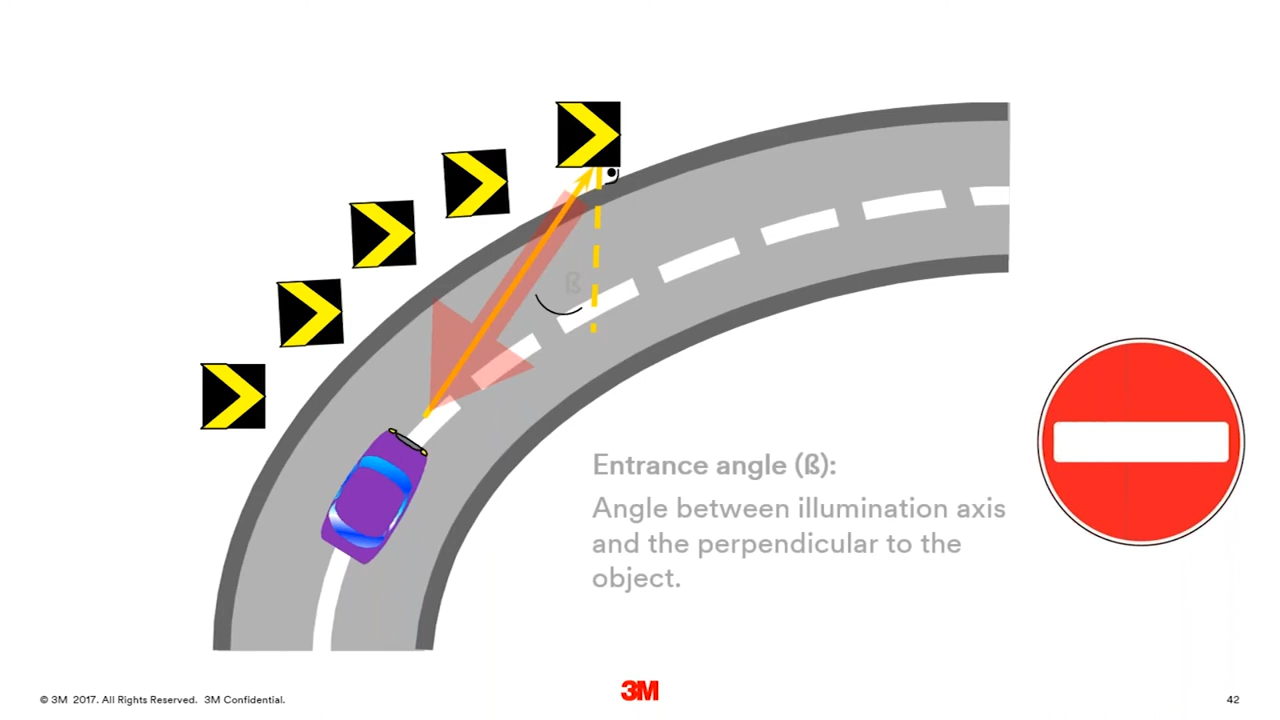 ß
Entrance angle (ß):
Angle between illumination axis
and the perpendicular to the
object.
© 3M 2017. All Rights Reserved. 3M Confidential.
3M
42